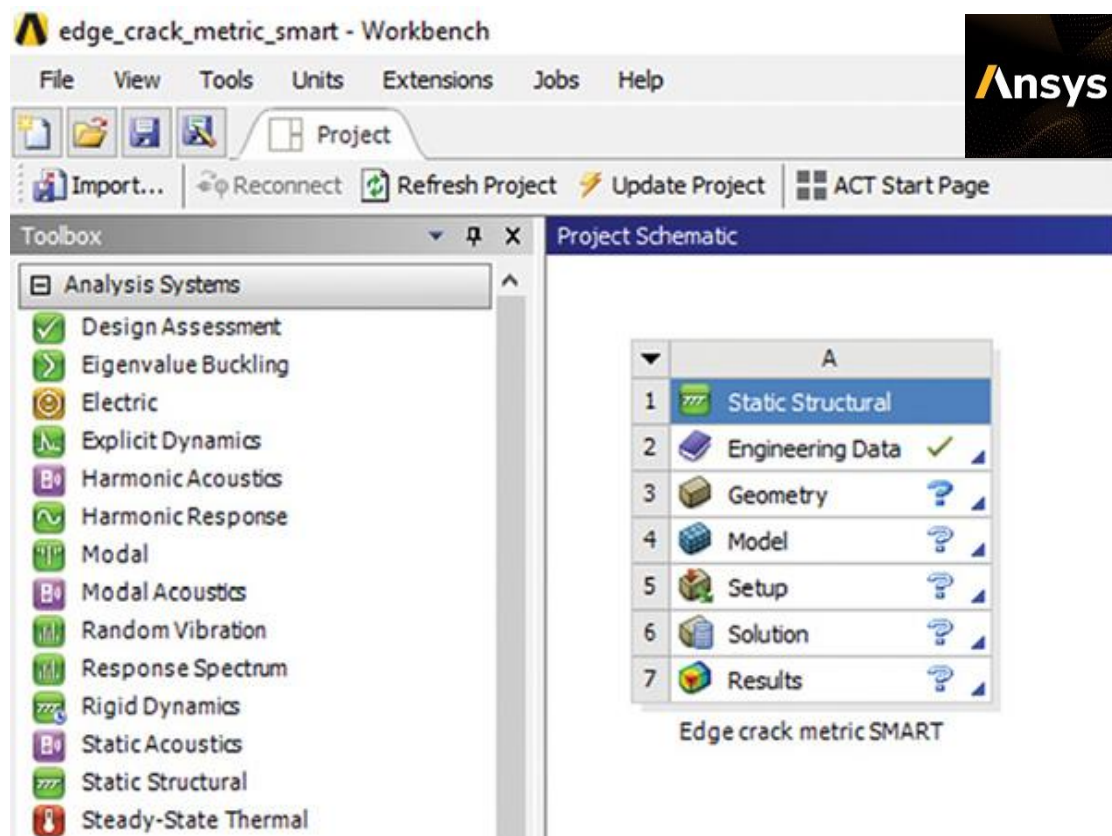 edge_crack_metric_smart - Workbench
File View Tools Units Extensions Jobs Help
Ansys
Project
Import... Reconnect Refresh Project Update Project ACT Start Page
Toolbox
Project Schematic
Analysis Systems
Design Assessment
Eigenvalue Buckling
Electric
Explicit Dynamics
Harmonic Acoustics
Harmonic Response
Modal
Modal Acoustics
Random Vibration
Response Spectrum
Rigid Dynamics
Static Acoustics
Static Structural
Steady-State Thermal
A
1 Static Structural
2 Engineering Data
3 Geometry ?
4 Model ?
5 Setup ?
6 Solution ?
7 Results ?
Edge crack metric SMART